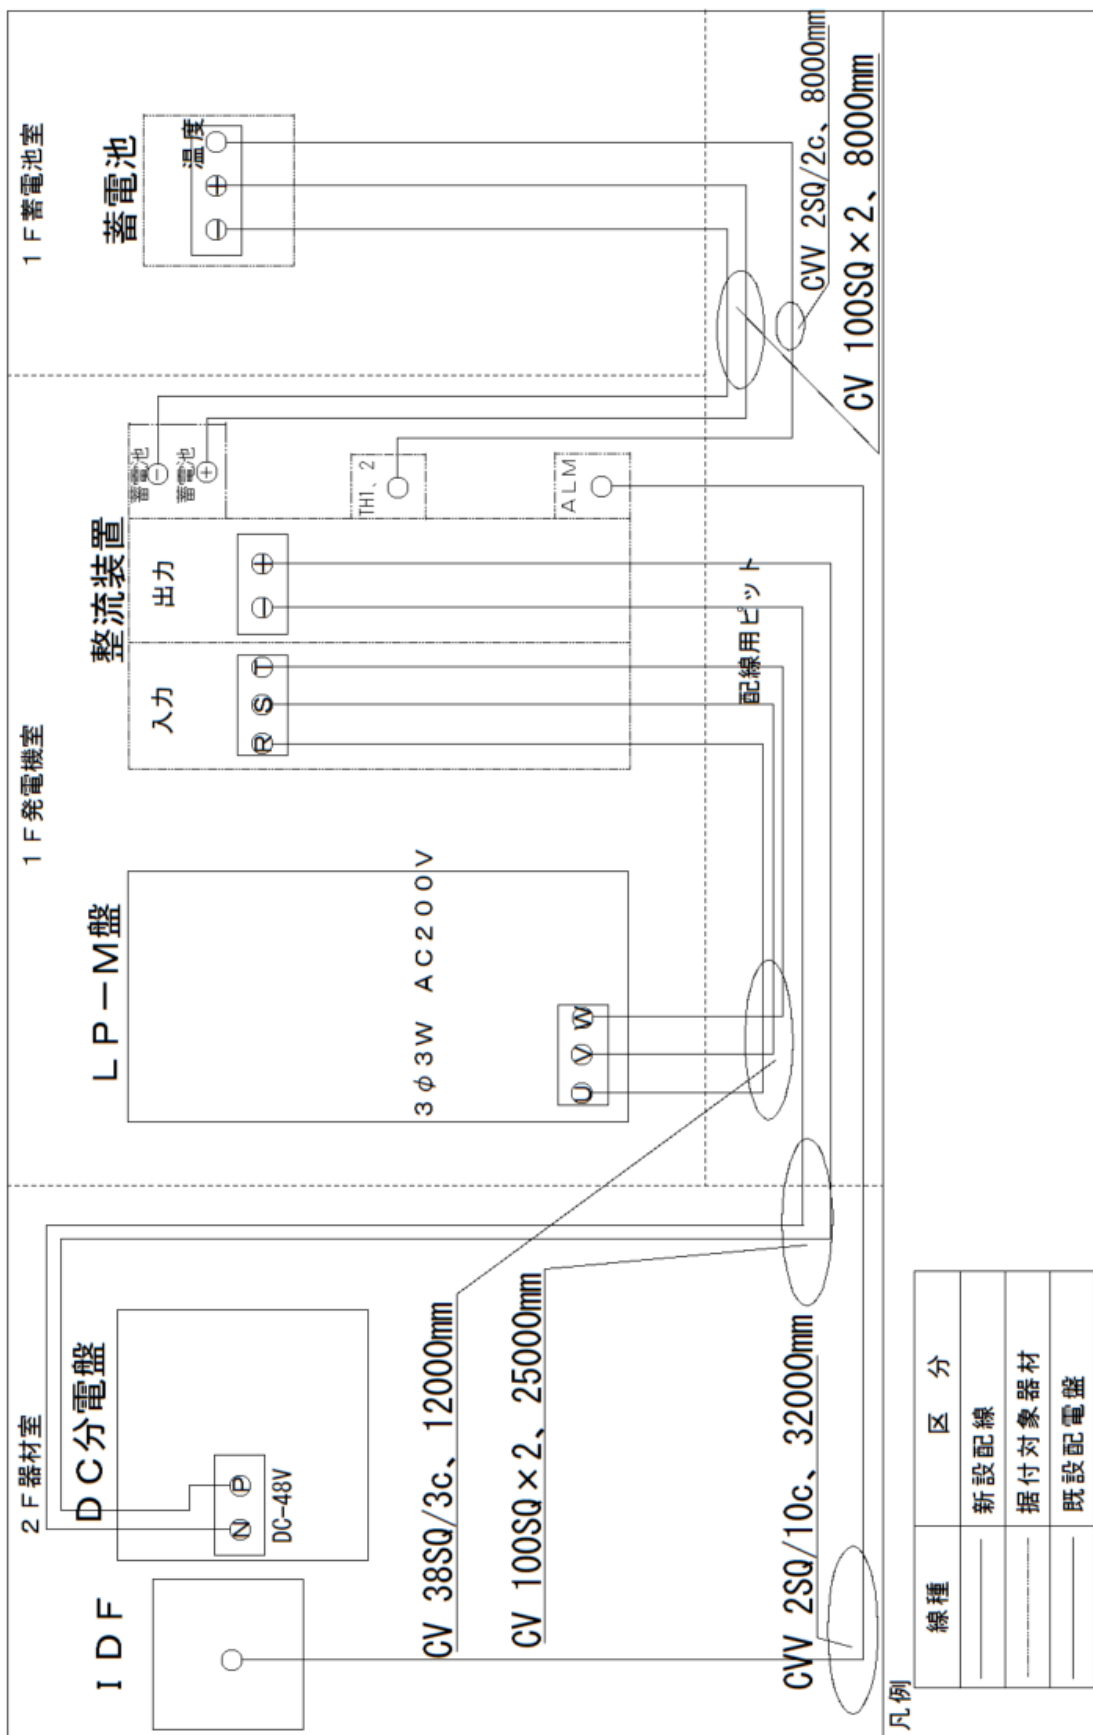 2F器材室
1F発電機室
1F蓄電池室
IDF
DC分電盤
N P
DC-48V
LP-M盤
3φ3W AC200V
U V W
整流装置
入力
R S T
出力
- +
蓄電池
-
蓄電池
+
TH1、2
ALM
蓄電池
- +
温度
配線用ピット
CV 38SQ/3c、12000mm
CV 100SQ×2、25000mm
CVV 2SQ/10c、32000mm
CVV 2SQ/2c、8000mm
CV 100SQ×2、8000mm
凡例
線種 区分
新設配線
据付対象器材
既設配電盤